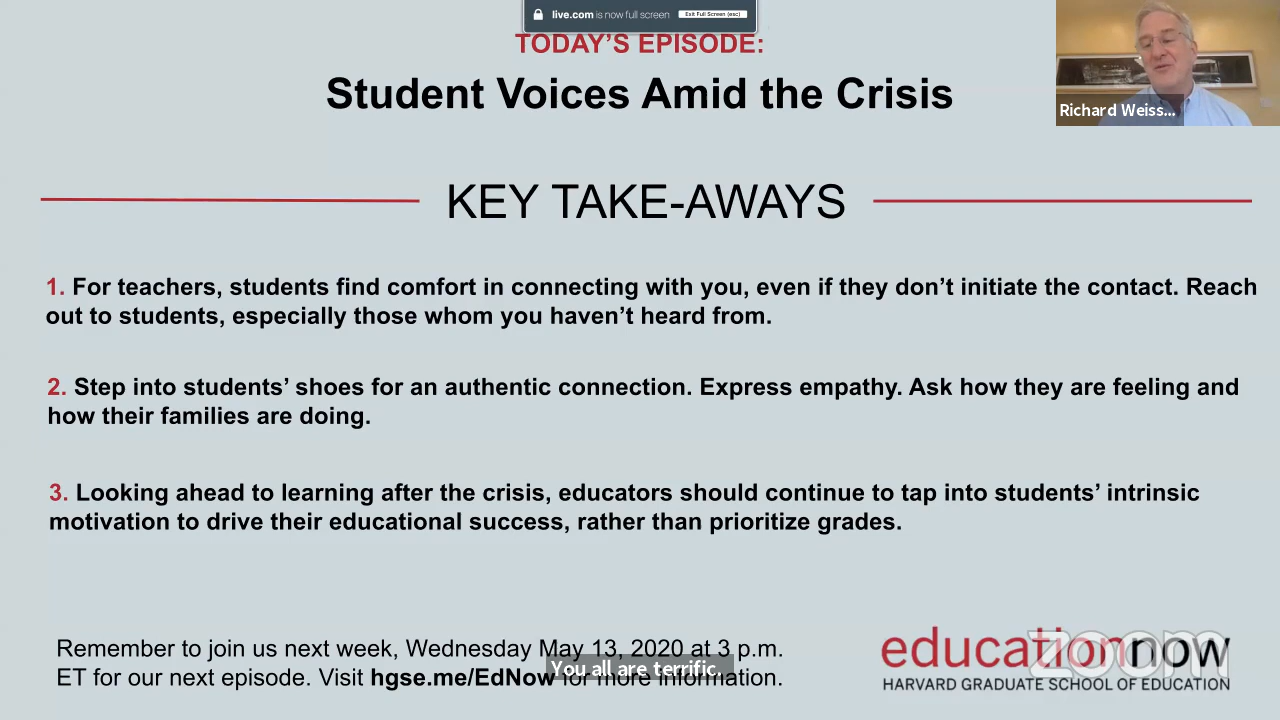 live.com is now full screen Exit Full Screen (esc)
TODAY’S EPISODE:
Student Voices Amid the Crisis
Richard Weiss...
KEY TAKE-AWAYS
1. For teachers, students find comfort in connecting with you, even if they don’t initiate the contact. Reach
out to students, especially those whom you haven’t heard from.
2. Step into students’ shoes for an authentic connection. Express empathy. Ask how they are feeling and
how their families are doing.
3. Looking ahead to learning after the crisis, educators should continue to tap into students’ intrinsic
motivation to drive their educational success, rather than prioritize grades.
Remember to join us next week, Wednesday May 13, 2020 at 3 p.m.
ET for our next episode. Visit hgse.me/EdNow for more information.
You all are terrific.
educationnow
zoom
HARVARD GRADUATE SCHOOL OF EDUCATION